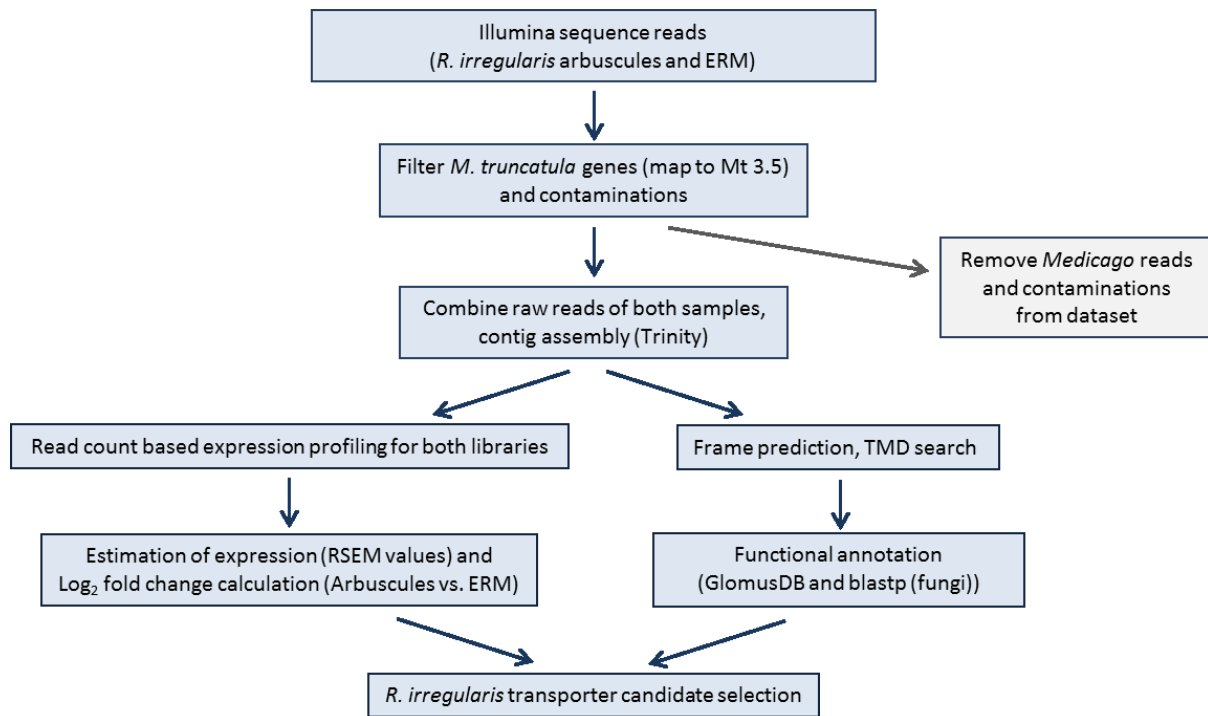 Illumina sequence reads
(R. irregularis arbuscules and ERM)
Filter M. truncatula genes (map to Mt 3.5)
and contaminations
Remove Medicago reads
and contaminations
from dataset
Combine raw reads of both samples,
contig assembly (Trinity)
Read count based expression profiling for both libraries
Frame prediction, TMD search
Estimation of expression (RSEM values) and
Log₂ fold change calculation (Arbuscules vs. ERM)
Functional annotation
(GlomusDB and blastp (fungi))
R. irregularis transporter candidate selection